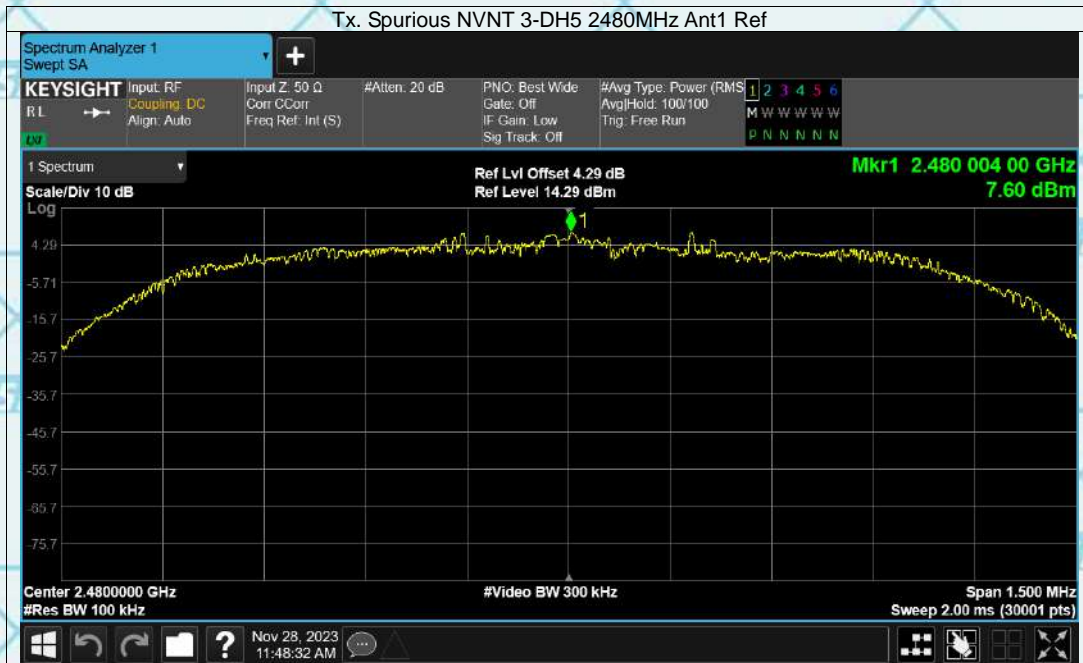 Tx. Spurious NVNT 3-DH5 2480MHz Ant1 Ref
Spectrum Analyzer 1
Swept SA
+
KEYSIGHT
R L
LXI
Input: RF
Coupling: DC
Align: Auto
Input Z: 50 Ω
Corr CCorr
Freq Ref: Int (S)
#Atten: 20 dB
PNO: Best Wide
Gate: Off
IF Gain: Low
Sig Track: Off
#Avg Type: Power (RMS
Avg|Hold: 100/100
Trig: Free Run
1 2 3 4 5 6
M W W W W W
P N N N N N
1 Spectrum
Scale/Div 10 dB
Log
Ref Lvl Offset 4.29 dB
Ref Level 14.29 dBm
Mkr1 2.480 004 00 GHz
7.60 dBm
1
4.29
-5.71
-15.7
-25.7
-35.7
-45.7
-55.7
-65.7
-75.7
Center 2.4800000 GHz
#Res BW 100 kHz
#Video BW 300 kHz
Span 1.500 MHz
Sweep 2.00 ms (30001 pts)
?
Nov 28, 2023
11:48:32 AM